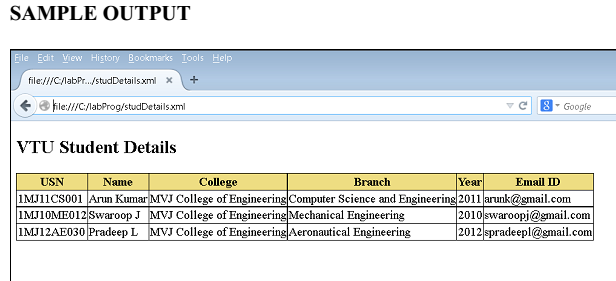 SAMPLE OUTPUT
File Edit View History Bookmarks Tools Help
file:///C:/labP.../studDetails.xml × +
file:///C:/labProg/studDetails.xml Google
VTU Student Details
USN Name College Branch Year Email ID
1MJ11CS001 Arun Kumar MVJ College of Engineering Computer Science and Engineering 2011 arunk@gmail.com
1MJ10ME012 Swaroop J MVJ College of Engineering Mechanical Engineering 2010 swaroopj@gmail.com
1MJ12AE030 Pradeep L MVJ College of Engineering Aeronautical Engineering 2012 spradeepl@gmail.com